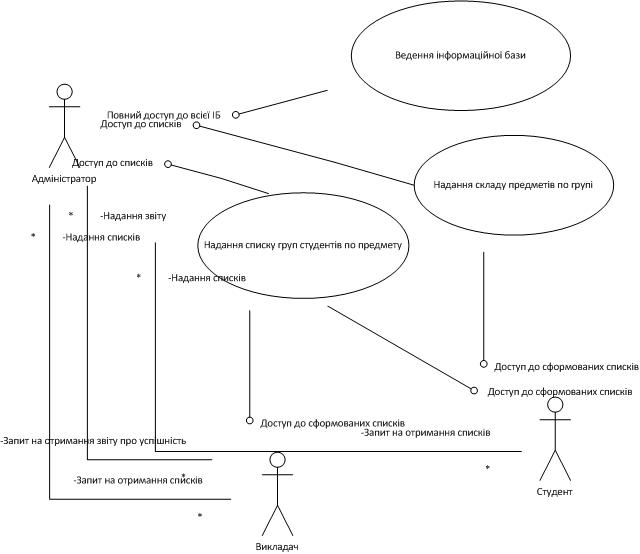 Ведення інформаційної бази
Повний доступ до всієї ІБ
Доступ до списків
Доступ до списків
Адміністратор
Надання складу предметів по групі
*
-Надання звіту
*
-Надання списків
Надання списку груп студентів по предмету
*
-Надання списків
Доступ до сформованих списків
Доступ до сформованих списків
Доступ до сформованих списків
-Запит на отримання списків
-Запит на отримання звіту про успішність
*
-Запит на отримання списків
*
Студент
*
Викладач